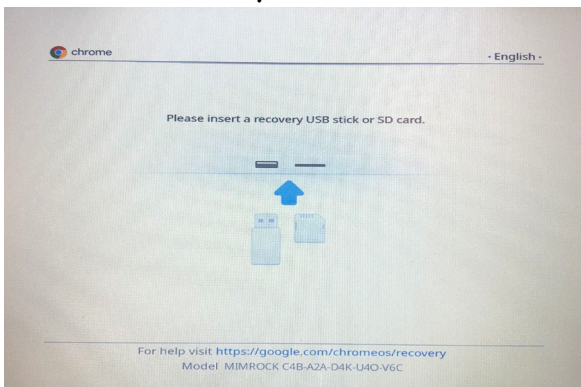 chrome
- English -
Please insert a recovery USB stick or SD card.
For help visit https://google.com/chromeos/recovery
Model MIMROCK C4B-A2A-D4K-U4O-V6C